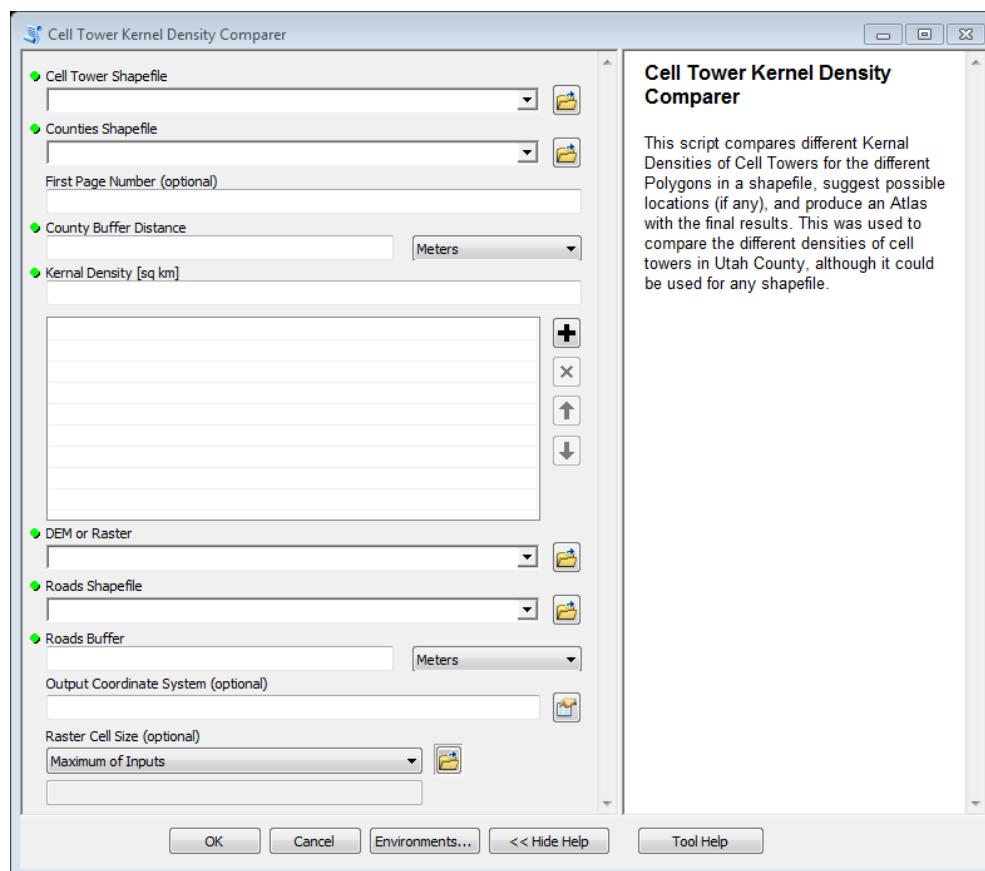 Cell Tower Kernel Density Comparer
Cell Tower Shapefile
Counties Shapefile
First Page Number (optional)
County Buffer Distance
Meters
Kernal Density [sq km]
DEM or Raster
Roads Shapefile
Roads Buffer
Meters
Output Coordinate System (optional)
Raster Cell Size (optional)
Maximum of Inputs
Cell Tower Kernel Density
Comparer
This script compares different Kernal
Densities of Cell Towers for the different
Polygons in a shapefile, suggest possible
locations (if any), and produce an Atlas
with the final results. This was used to
compare the different densities of cell
towers in Utah County, although it could
be used for any shapefile.
OK
Cancel
Environments...
<< Hide Help
Tool Help